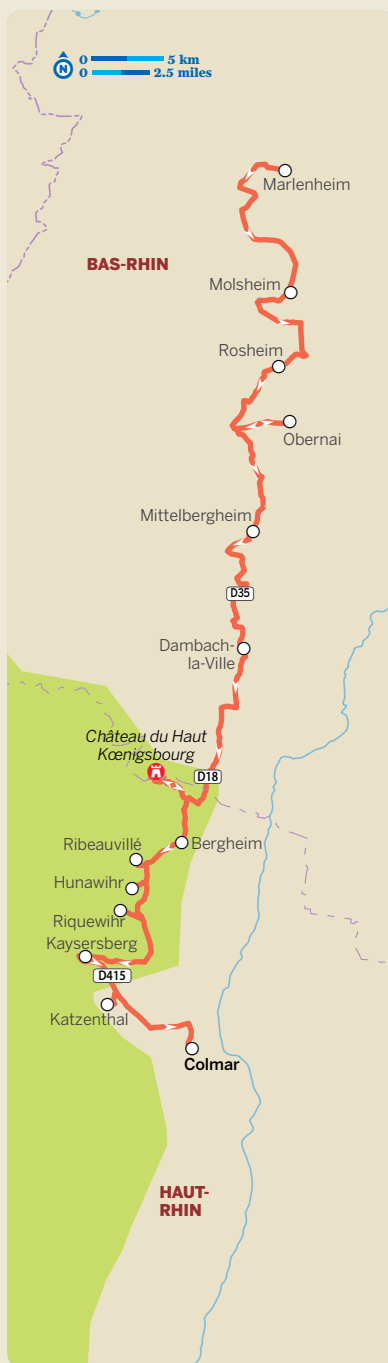 0 5 km
N
0 2.5 miles
Marlenheim
BAS-RHIN
Molsheim
Rosheim
Obernai
Mittelbergheim
D35
Dambach-
la-Ville
Château du Haut
Kœnigsbourg
D18
Ribeauvillé
Bergheim
Hunawihr
Riquewihr
Kaysersberg
D415
Katzenthal
Colmar
HAUT-
RHIN